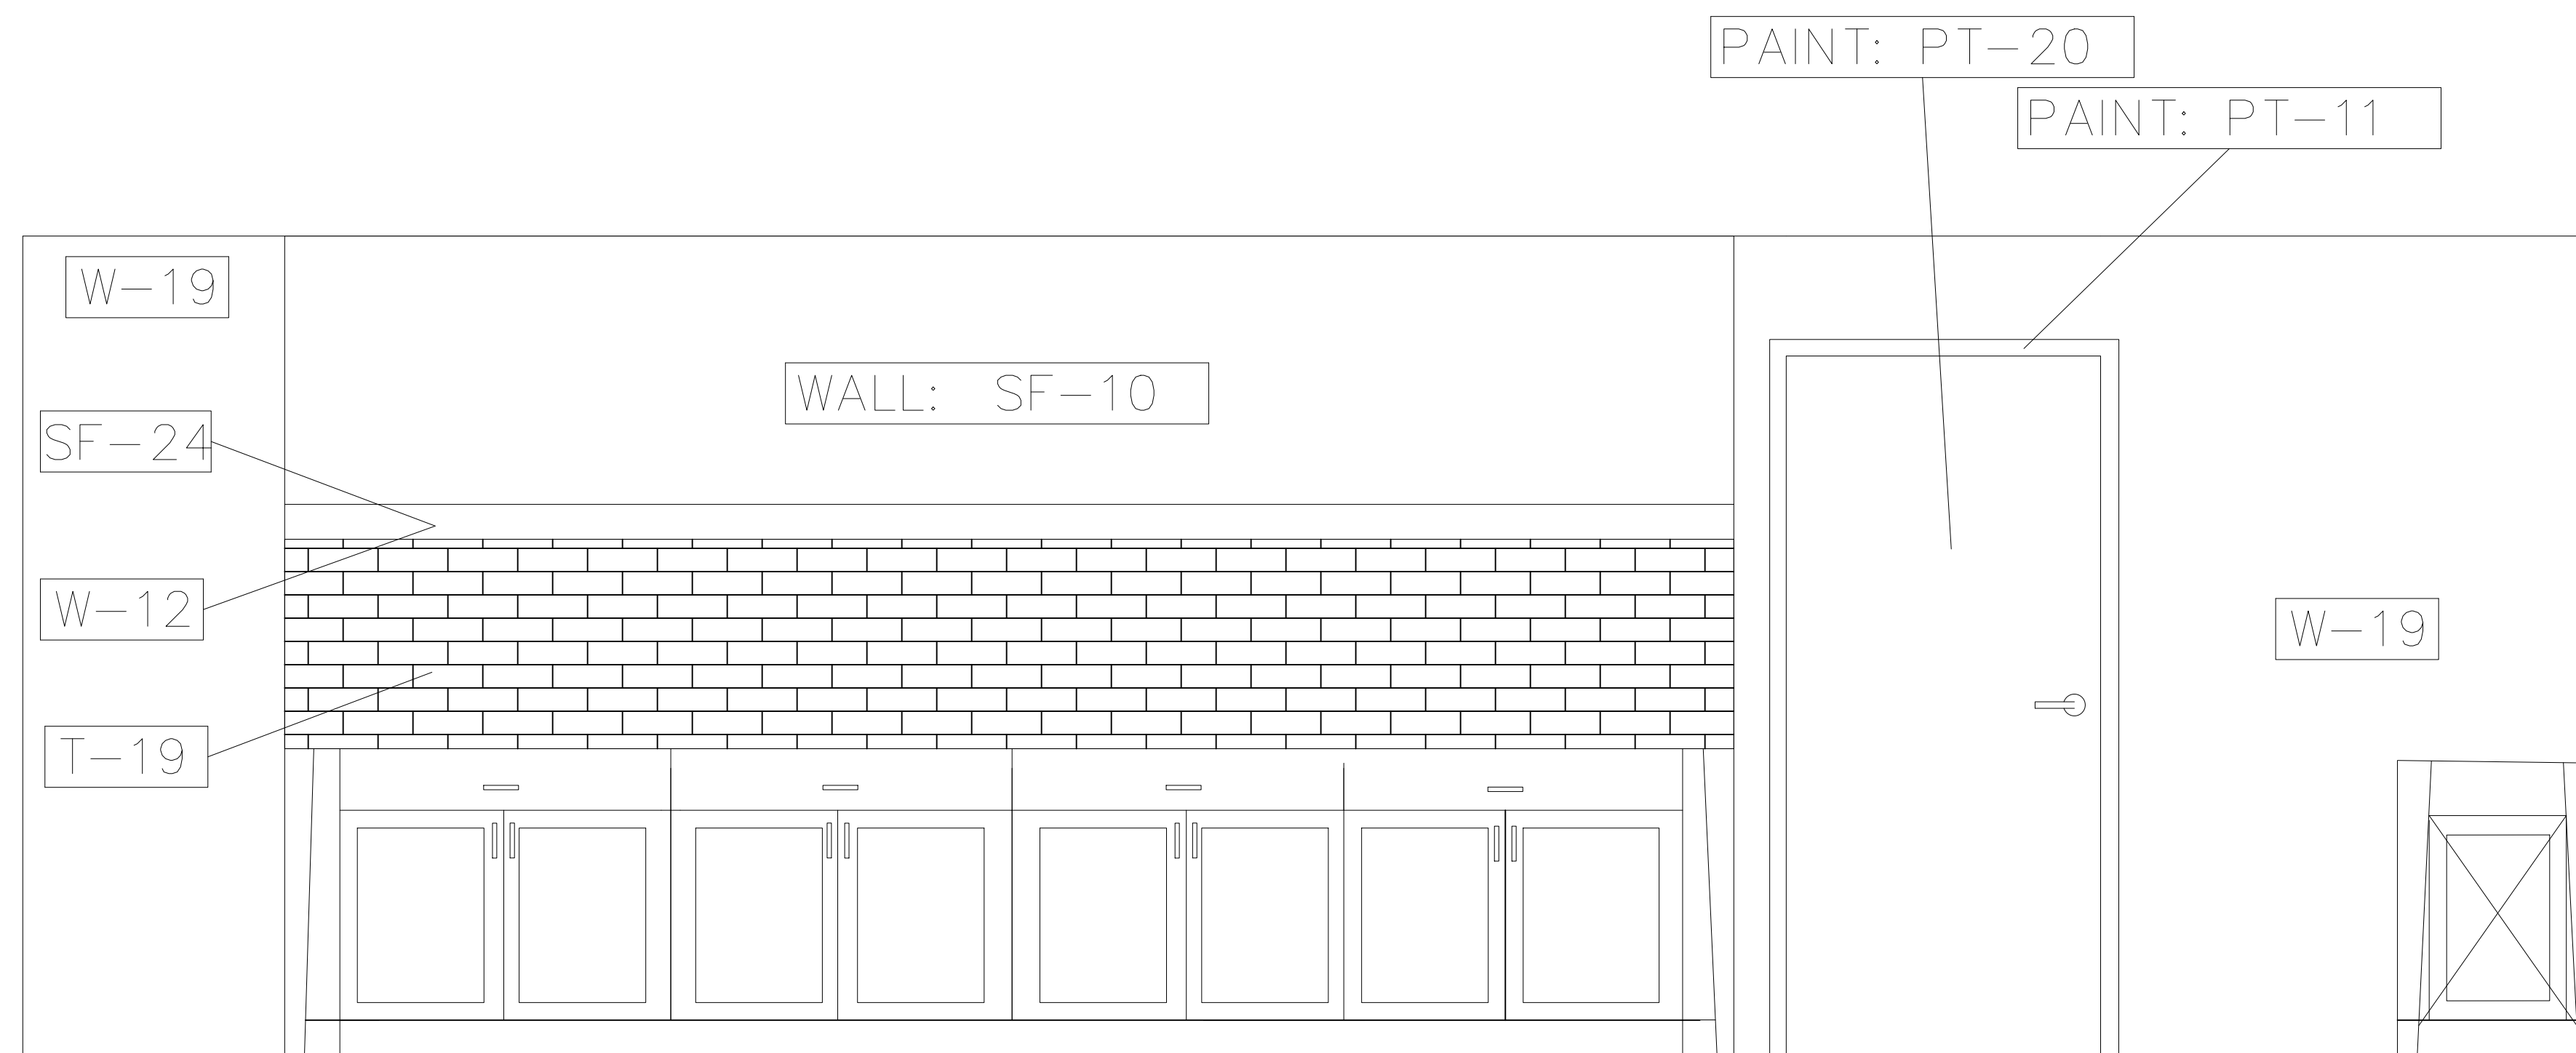 PAINT: PT-20
PAINT: PT-11
W-19
WALL: SF-10
SF-24
W-12
W-19
T-19